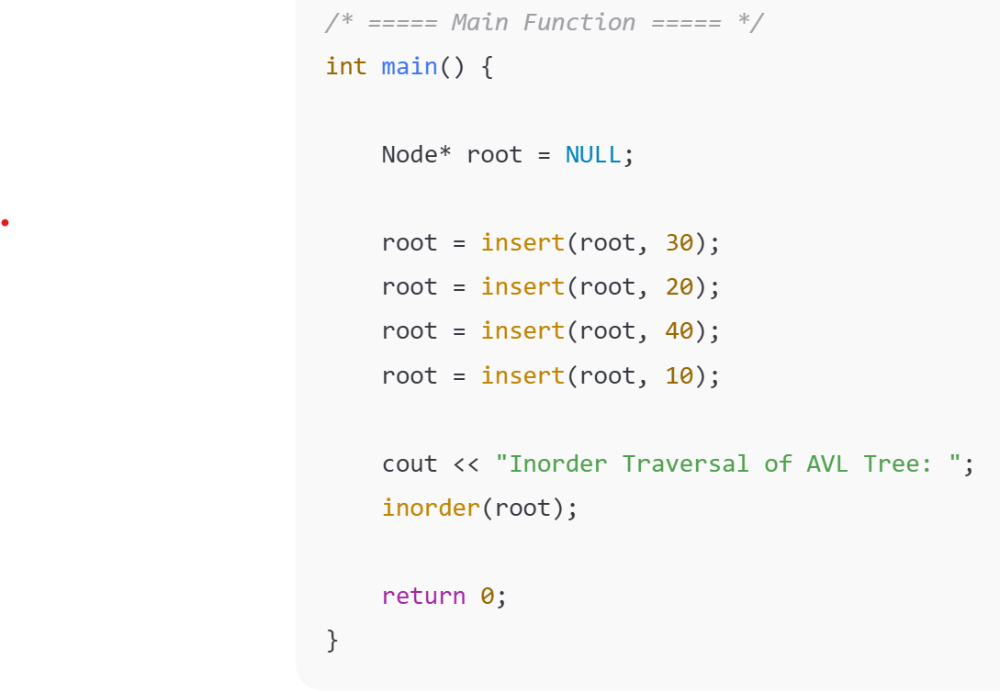 /* ===== Main Function ===== */
int main() {
Node* root = NULL;
root = insert(root, 30);
root = insert(root, 20);
root = insert(root, 40);
root = insert(root, 10);
cout << "Inorder Traversal of AVL Tree: ";
inorder(root);
return 0;
}